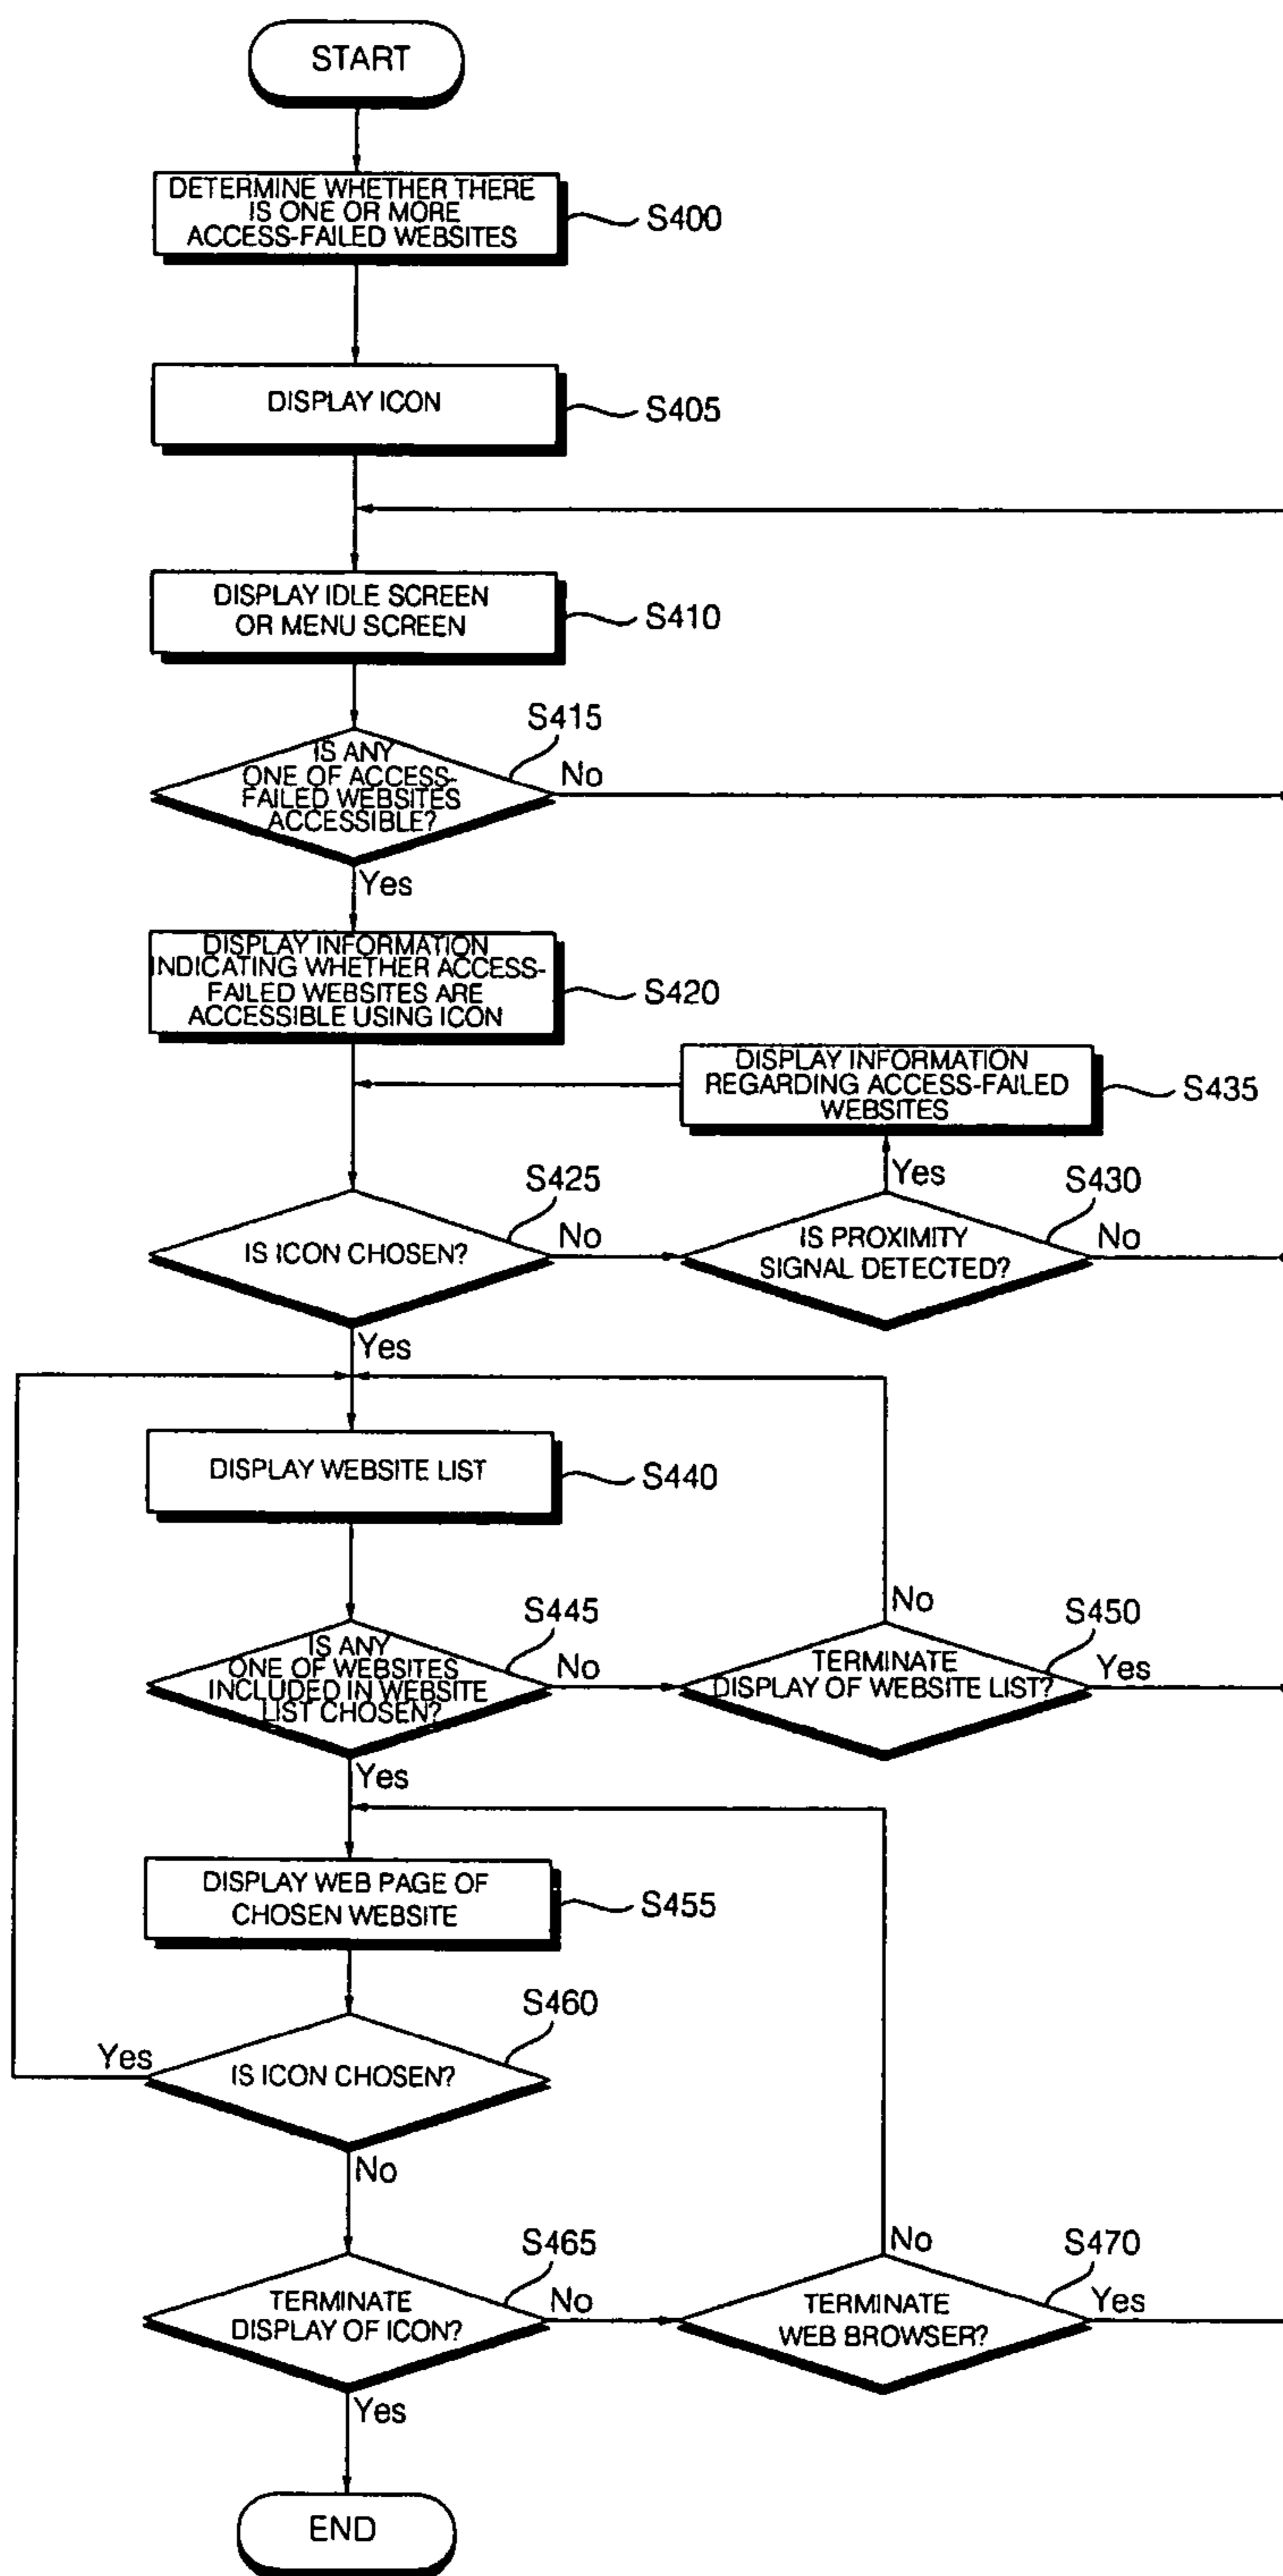 START
DETERMINE WHETHER THERE
IS ONE OR MORE
ACCESS-FAILED WEBSITES
S400
DISPLAY ICON
S405
DISPLAY IDLE SCREEN
OR MENU SCREEN
S410
S415
IS ANY
ONE OF ACCESS-
FAILED WEBSITES
ACCESSIBLE?
No
Yes
DISPLAY INFORMATION
INDICATING WHETHER ACCESS-
FAILED WEBSITES ARE
ACCESSIBLE USING ICON
S420
DISPLAY INFORMATION
REGARDING ACCESS-FAILED
WEBSITES
S435
Yes
S425
IS ICON CHOSEN?
No
S430
IS PROXIMITY
SIGNAL DETECTED?
No
Yes
DISPLAY WEBSITE LIST
S440
S445
IS ANY
ONE OF WEBSITES
INCLUDED IN WEBSITE
LIST CHOSEN?
No
No
S450
TERMINATE
DISPLAY OF WEBSITE LIST?
Yes
Yes
DISPLAY WEB PAGE OF
CHOSEN WEBSITE
S455
S460
Yes
IS ICON CHOSEN?
No
S465
TERMINATE
DISPLAY OF ICON?
No
No
S470
TERMINATE
WEB BROWSER?
Yes
Yes
END